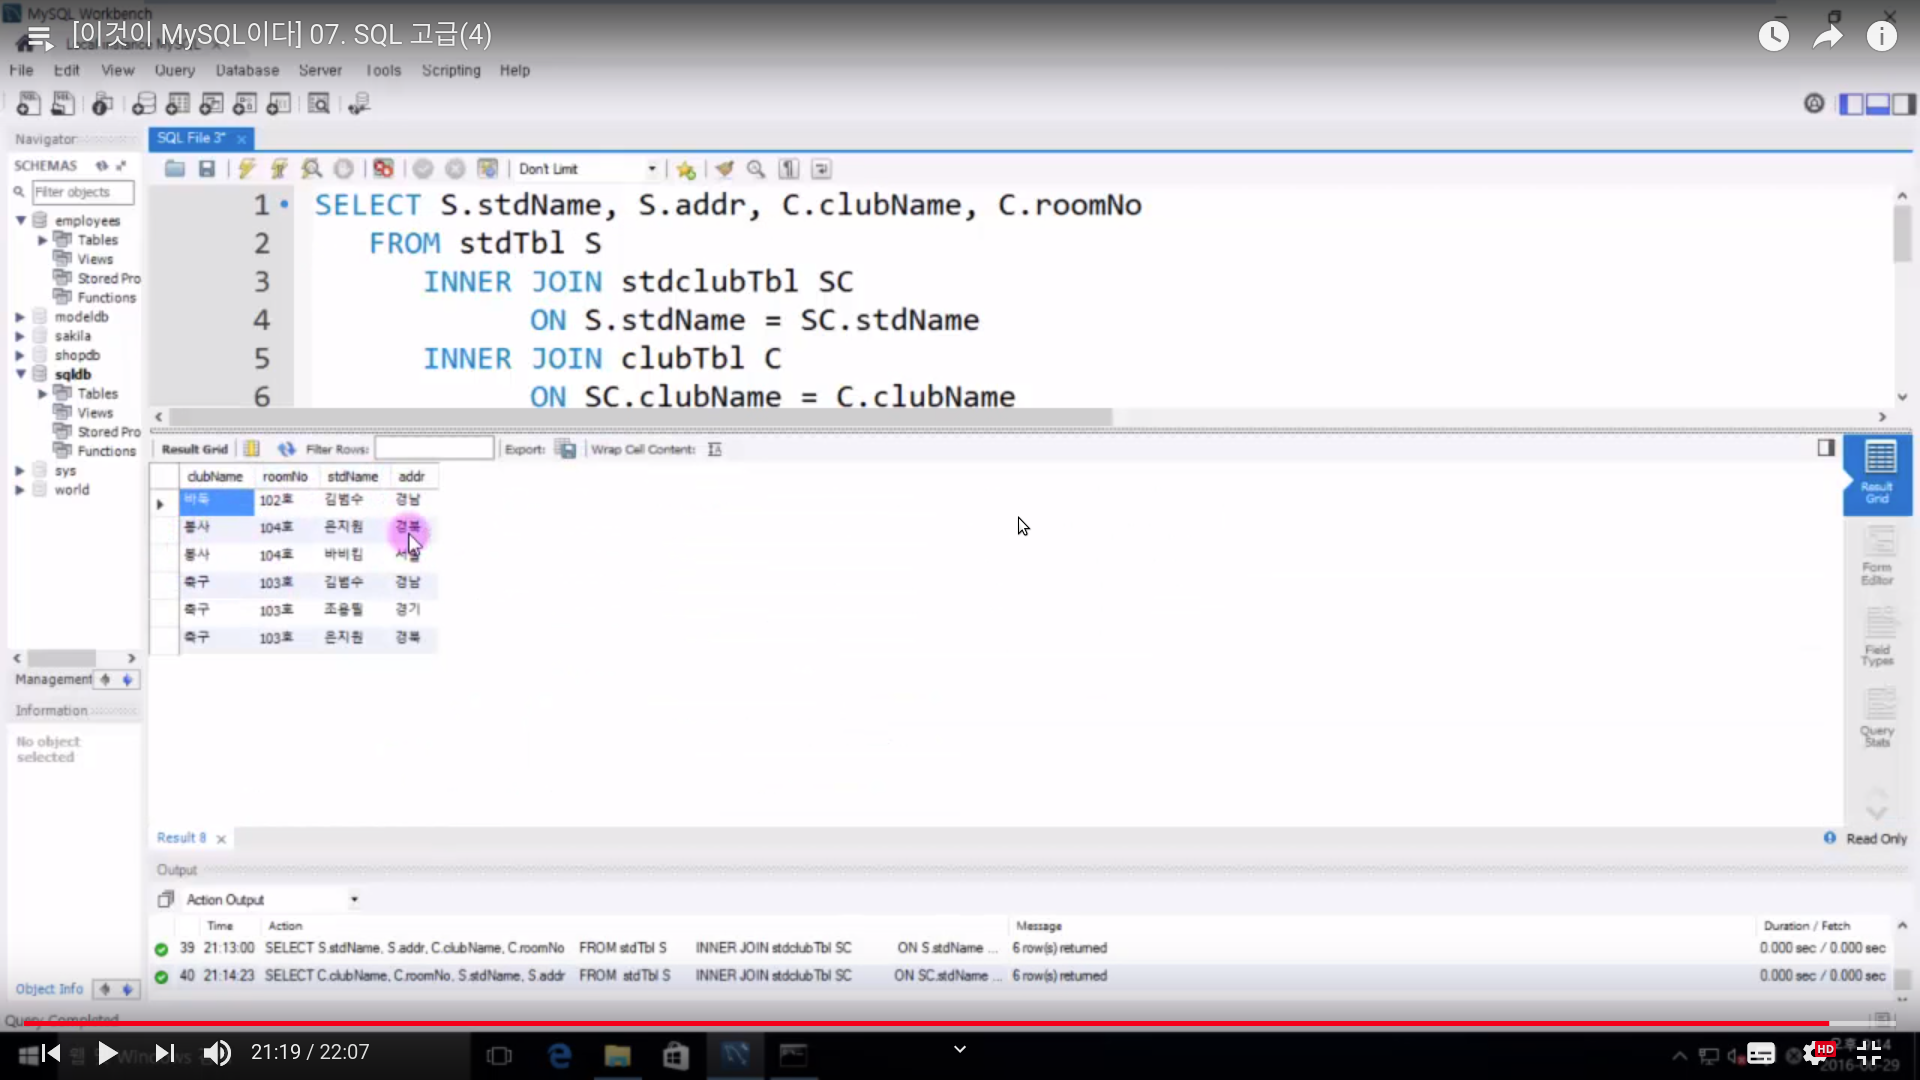 MySQL Workbench
[이것이 MySQL이다] 07. SQL 고급(4)
File Edit View Query Database Server Tools Scripting Help
Navigator
SQL File 3*
SCHEMAS
Don't Limit
Filter objects
employees
Tables
Views
Stored Pro
Functions
modeldb
sakila
shopdb
sqldb
Tables
Views
Stored Pro
Functions
sys
world
Management
Information
No object
selected
Object Info
1 SELECT S.stdName, S.addr, C.clubName, C.roomNo
2 FROM stdTbl S
3 INNER JOIN stdclubTbl SC
4 ON S.stdName = SC.stdName
5 INNER JOIN clubTbl C
6 ON SC.clubName = C.clubName
Result Grid Filter Rows: Export: Wrap Cell Content:
clubName roomNo stdName addr
바둑 102호 김범수 경남
봉사 104호 은지원 경북
봉사 104호 바비킴 서울
축구 103호 김범수 경남
축구 103호 조용필 경기
축구 103호 은지원 경북
Result
Grid
Form
Editor
Field
Types
Query
Stats
Result 8
Read Only
Output
Action Output
Time Action Message Duration / Fetch
39 21:13:00 SELECT S.stdName, S.addr, C.clubName, C.roomNo FROM stdTbl S INNER JOIN stdclubTbl SC ON S.stdName ... 6 row(s) returned 0.000 sec / 0.000 sec
40 21:14:23 SELECT C.clubName, C.roomNo, S.stdName, S.addr FROM stdTbl S INNER JOIN stdclubTbl SC ON SC.stdName ... 6 row(s) returned 0.000 sec / 0.000 sec
Query Completed
21:19 / 22:07
HD